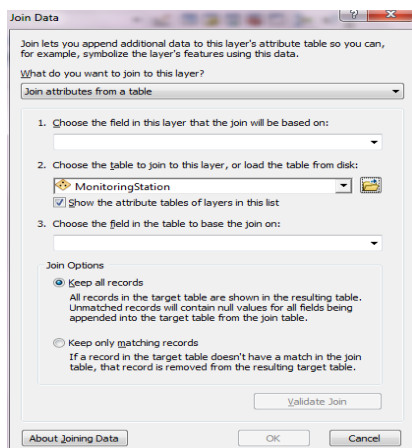 Join Data
Join lets you append additional data to this layer's attribute table so you can,
for example, symbolize the layer's features using this data.
What do you want to join to this layer?
Join attributes from a table
1. Choose the field in this layer that the join will be based on:
2. Choose the table to join to this layer, or load the table from disk:
MonitoringStation
Show the attribute tables of layers in this list
3. Choose the field in the table to base the join on:
Join Options
Keep all records
All records in the target table are shown in the resulting table.
Unmatched records will contain null values for all fields being
appended into the target table from the join table.
Keep only matching records
If a record in the target table doesn't have a match in the join
table, that record is removed from the resulting target table.
Validate Join
About Joining Data
OK
Cancel